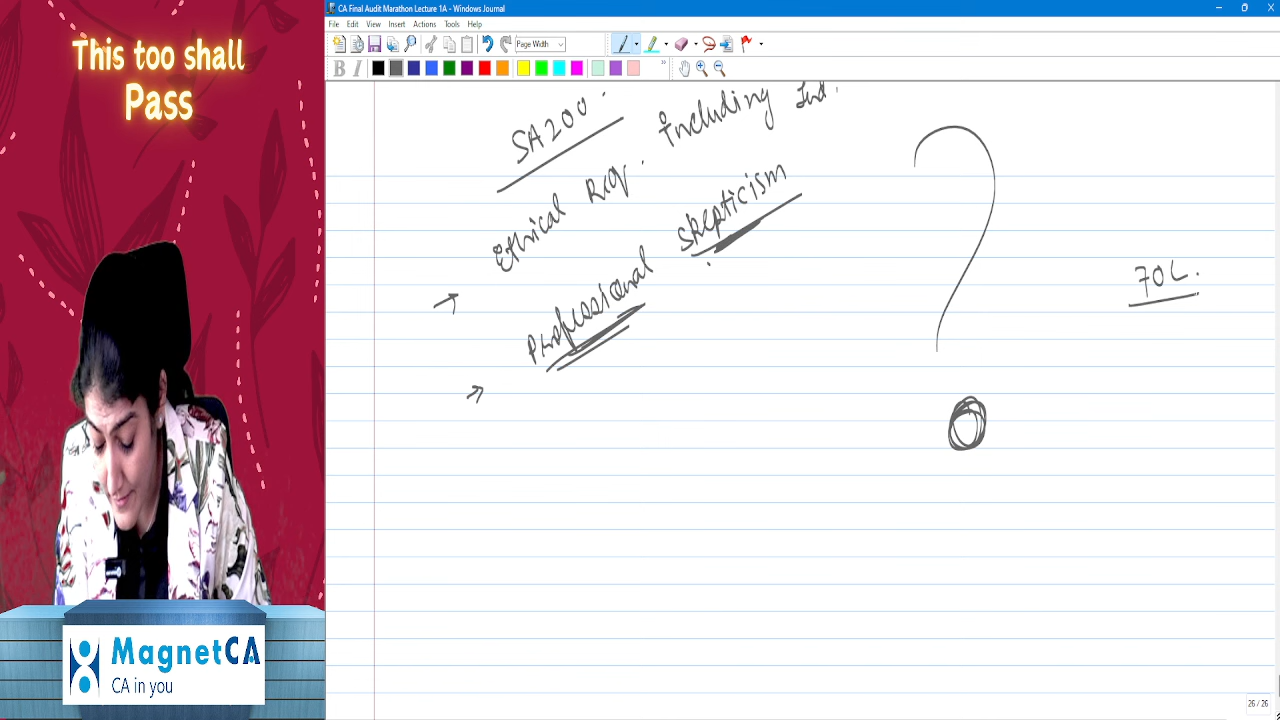 This too shall
Pass
CA Final Audit Marathon Lecture 1A - Windows Journal
File Edit View Insert Actions Tools Help
Page Width
B I
SA200.
Ethical Req. Including Ind.
→ Professional Skepticism
→
?
70L.
MagnetCA
CA in you
26 / 26